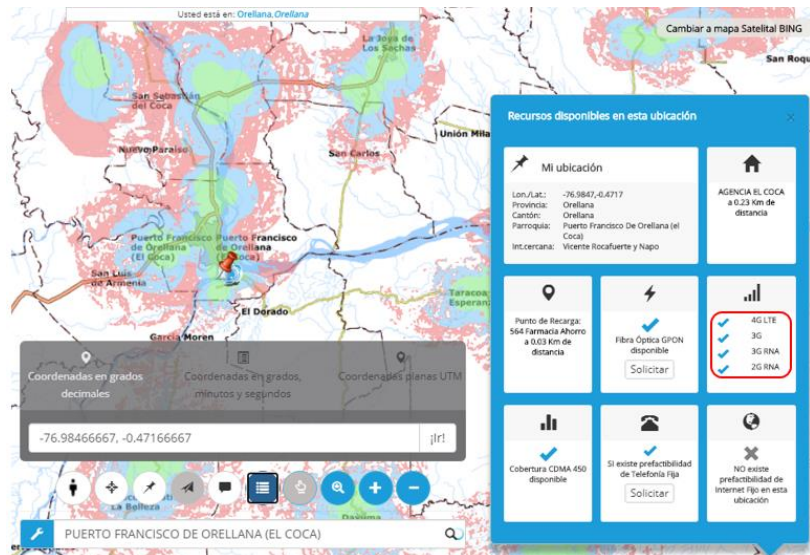 Usted está en: Orellana,Orellana
Cambiar a mapa Satelital BING
La Joya de
Los Sachas
San Roqu
San Sebastián
del Coca
Unión Mila
Nuevo Paraíso
San Carlos
Puerto Francisco
de Orellana
(El Coca)
Puerto Francisco
de Orellana
(El Coca)
San Luis
de Armenia
Taracoa
Esperanz
El Dorado
García Moren
Coordenadas en grados
decimales
Coordenadas en grados,
minutos y segundos
Coordenadas planas UTM
-76.98466667, -0.47166667
¡Ir!
La Belleza
Dayuma
PUERTO FRANCISCO DE ORELLANA (EL COCA)
Recursos disponibles en esta ubicación
×
Mi ubicación
Lon./Lat.: -76.9847,-0.4717
Provincia: Orellana
Cantón: Orellana
Parroquia: Puerto Francisco De Orellana (el
Coca)
Int.cercana: Vicente Rocafuerte y Napo
AGENCIA EL COCA
a 0.23 Km de
distancia
Punto de Recarga:
564 Farmacia Ahorro
a 0.03 Km de
distancia
Fibra Óptica GPON
disponible
Solicitar
4G LTE
3G
3G RNA
2G RNA
Cobertura CDMA 450
disponible
SI existe prefactibilidad
de Telefonía Fija
Solicitar
NO existe
prefactibilidad de
Internet Fijo en esta
ubicación